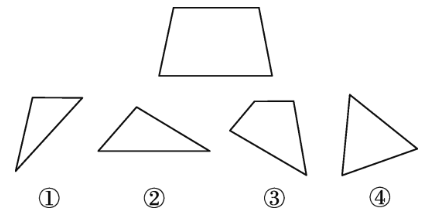 ① ② ③ ④